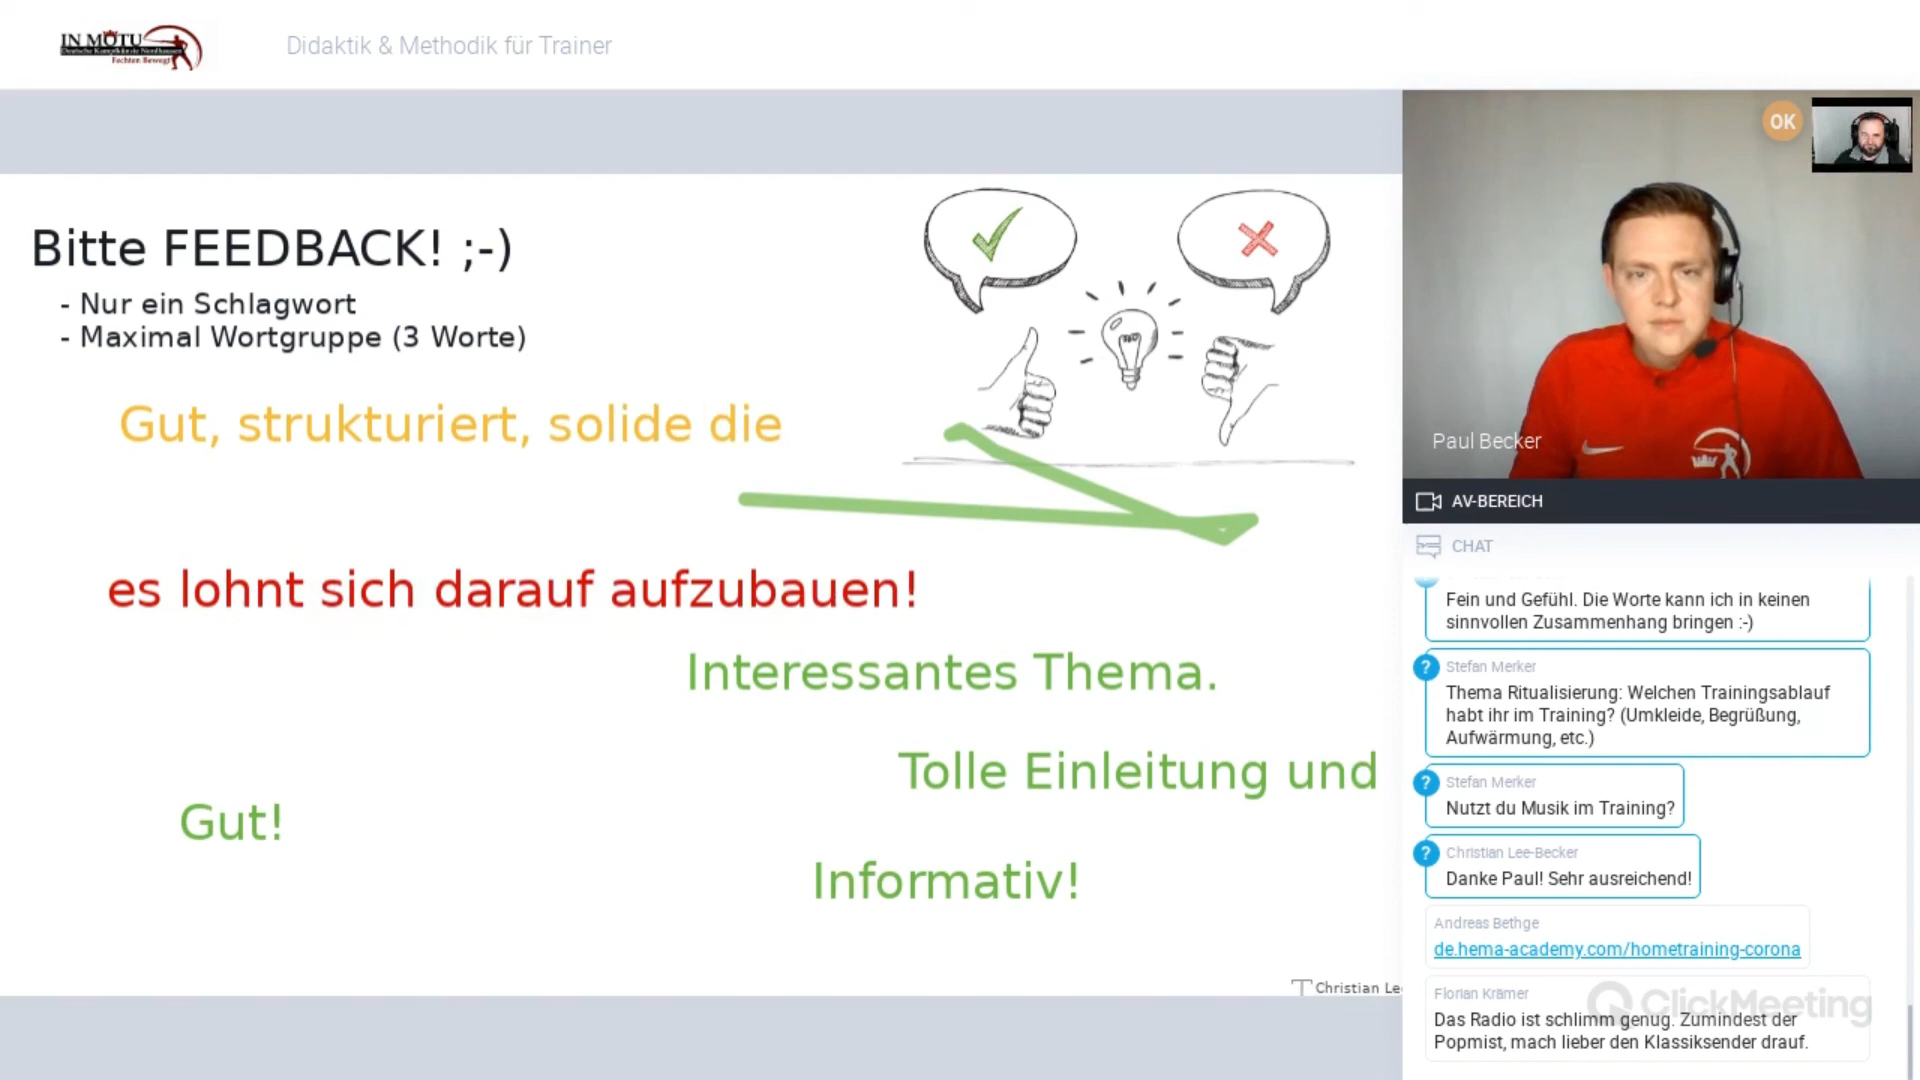 IN MOTU
Deutsche Kampfkünste Nordhausen
Fechten Bewegt
Didaktik & Methodik für Trainer
Bitte FEEDBACK! ;-)
- Nur ein Schlagwort
- Maximal Wortgruppe (3 Worte)
Gut, strukturiert, solide die
es lohnt sich darauf aufzubauen!
Interessantes Thema.
Tolle Einleitung und
Gut!
Informativ!
Christian Le
OK
Paul Becker
AV-BEREICH
CHAT
Fein und Gefühl. Die Worte kann ich in keinen
sinnvollen Zusammenhang bringen :-)
Stefan Merker
Thema Ritualisierung: Welchen Trainingsablauf
habt ihr im Training? (Umkleide, Begrüßung,
Aufwärmung, etc.)
Stefan Merker
Nutzt du Musik im Training?
Christian Lee-Becker
Danke Paul! Sehr ausreichend!
Andreas Bethge
de.hema-academy.com/hometraining-corona
Florian Krämer
Das Radio ist schlimm genug. Zumindest der
Popmist, mach lieber den Klassiksender drauf.
ClickMeeting